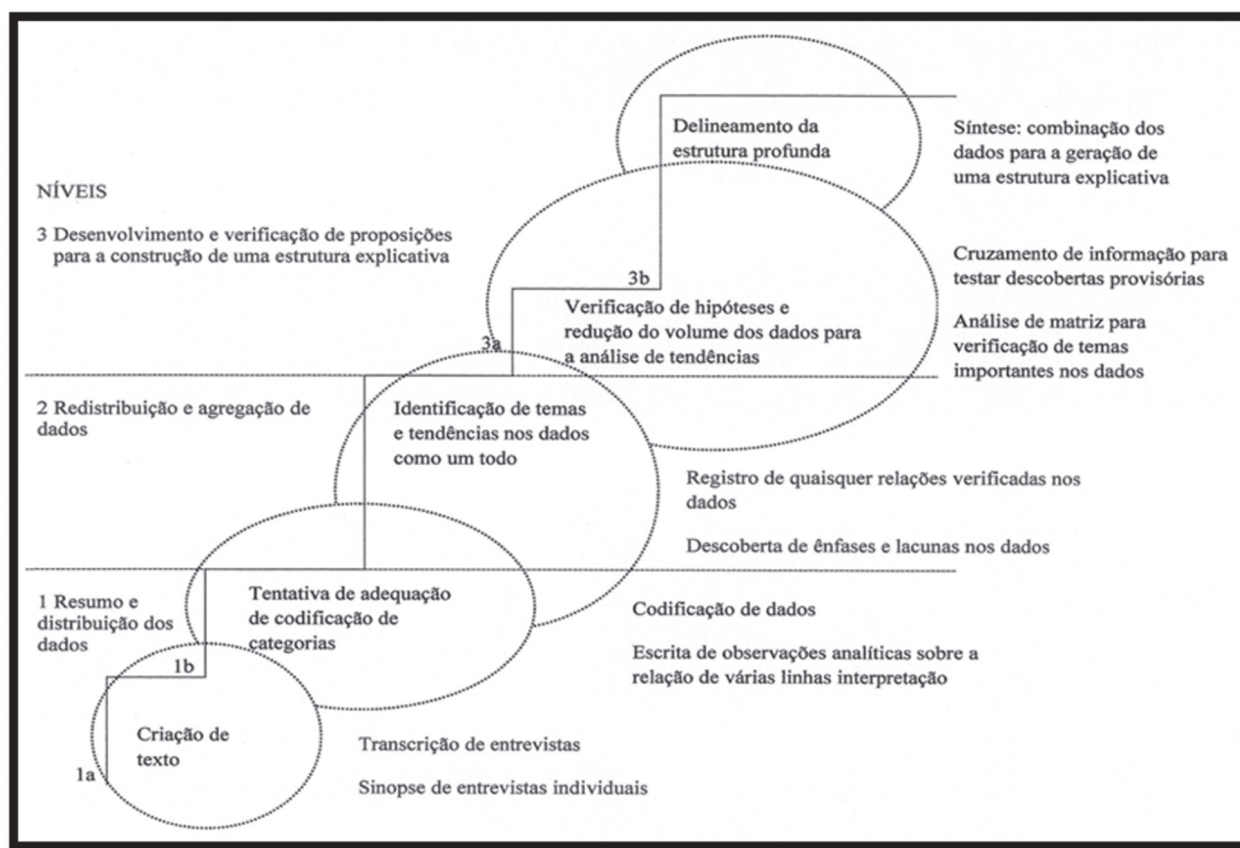 Delineamento da
estrutura profunda
Síntese: combinação dos
dados para a geração de
uma estrutura explicativa
NÍVEIS
3 Desenvolvimento e verificação de proposições
para a construção de uma estrutura explicativa
Cruzamento de informação para
testar descobertas provisórias
3b
Verificação de hipóteses e
redução do volume dos dados para
a análise de tendências
Análise de matriz para
verificação de temas
importantes nos dados
3a
2 Redistribuição e agregação de
dados
Identificação de temas
e tendências nos dados
como um todo
Registro de quaisquer relações verificadas nos
dados
Descoberta de ênfases e lacunas nos dados
1 Resumo e
distribuição dos
dados
Tentativa de adequação
de codificação de
categorias
Codificação de dados
Escrita de observações analíticas sobre a
relação de várias linhas interpretação
1b
Criação de
texto
1a
Transcrição de entrevistas
Sinopse de entrevistas individuais